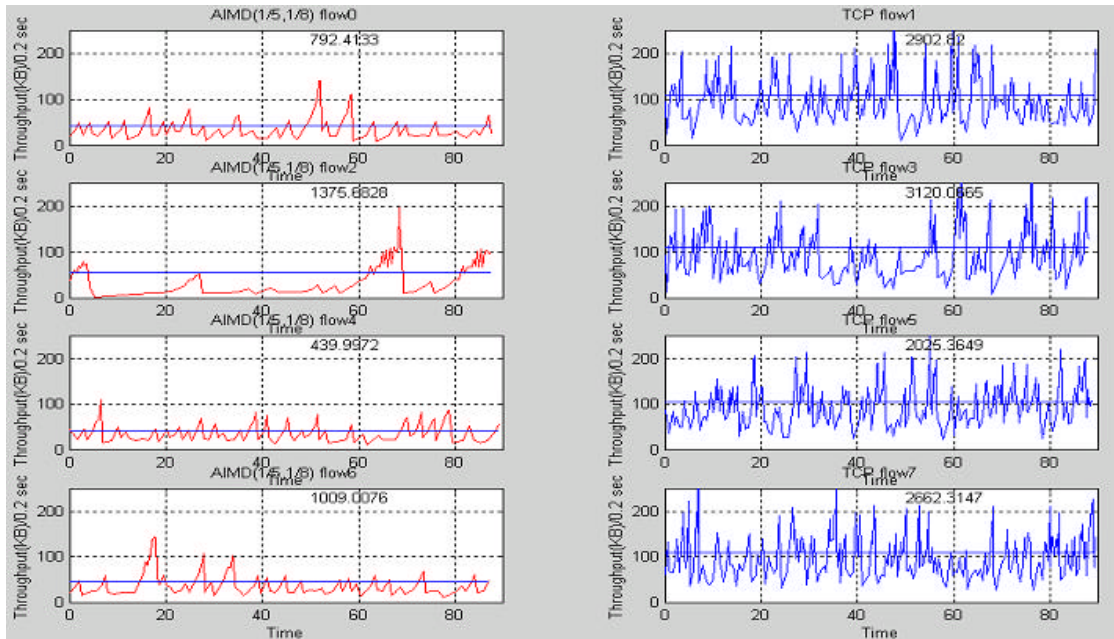 AIMD(1/5,1/8) flow0
792.4133
Throughput(KB)/0.2 sec
200
100
0
0 20 40 60 80
Time
TCP flow1
2902.82
Throughput(KB)/0.2 sec
200
100
0
0 20 40 60 80
Time
AIMD(1/5,1/8) flow2
1375.6828
Throughput(KB)/0.2 sec
200
100
0
0 20 40 60 80
Time
TCP flow3
3120.0665
Throughput(KB)/0.2 sec
200
100
0
0 20 40 60 80
Time
AIMD(1/5,1/8) flow4
439.9972
Throughput(KB)/0.2 sec
200
100
0
0 20 40 60 80
Time
TCP flow5
2025.3649
Throughput(KB)/0.2 sec
200
100
0
0 20 40 60 80
Time
AIMD(1/5,1/8) flow6
1009.0076
Throughput(KB)/0.2 sec
200
100
0
0 20 40 60 80
Time
TCP flow7
2662.3147
Throughput(KB)/0.2 sec
200
100
0
0 20 40 60 80
Time